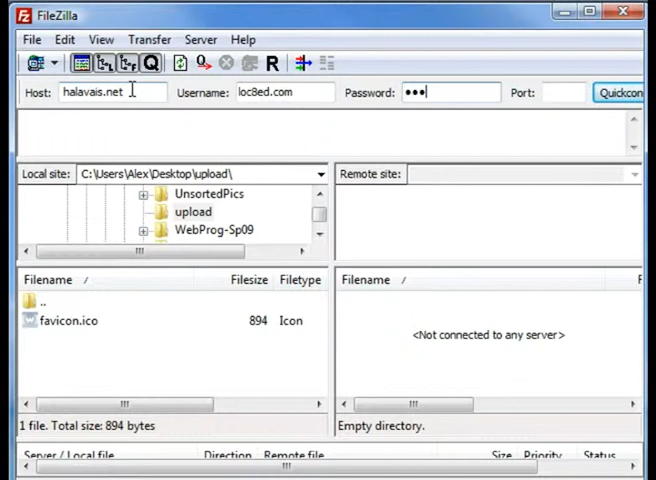 FileZilla
File Edit View Transfer Server Help
Host: halavais.net Username: loc8ed.com Password: ●●● Port: Quickcon
Local site: C:\Users\Alex\Desktop\upload\ Remote site:
UnsortedPics
upload
WebProg-Sp09
Filename / Filesize Filetype Filename / F
..
favicon.ico 894 Icon
<Not connected to any server>
1 file. Total size: 894 bytes Empty directory.
Server / Local file Direction Remote file Size Priority Status